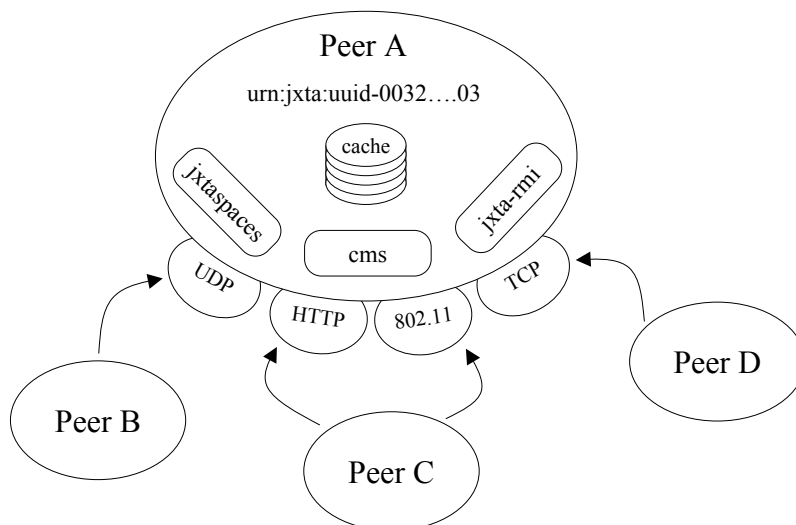 Peer A
urn:jxta:uuid-0032….03
cache
jxtaspaces
jxta-rmi
cms
UDP
HTTP
802.11
TCP
Peer B
Peer C
Peer D